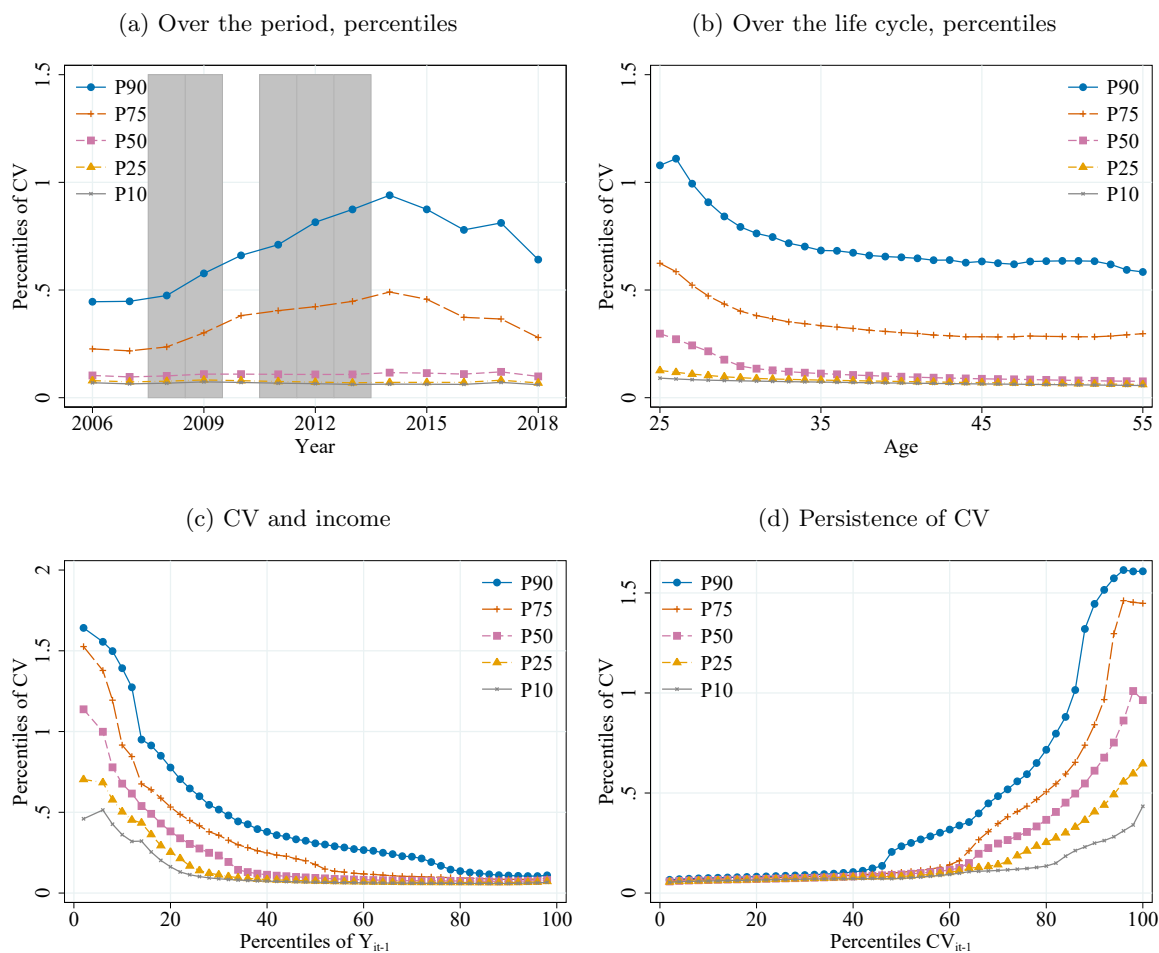 (a) Over the period, percentiles
Percentiles of CV
0 .5 1 1.5
P90
P75
P50
P25
P10
2006 2009 2012 2015 2018
Year
(b) Over the life cycle, percentiles
Percentiles of CV
0 .5 1 1.5
P90
P75
P50
P25
P10
25 35 45 55
Age
(c) CV and income
Percentiles of CV
0 .5 1 1.5 2
P90
P75
P50
P25
P10
0 20 40 60 80 100
Percentiles of Y_it-1
(d) Persistence of CV
Percentiles of CV
0 .5 1 1.5
P90
P75
P50
P25
P10
0 20 40 60 80 100
Percentiles CV_it-1